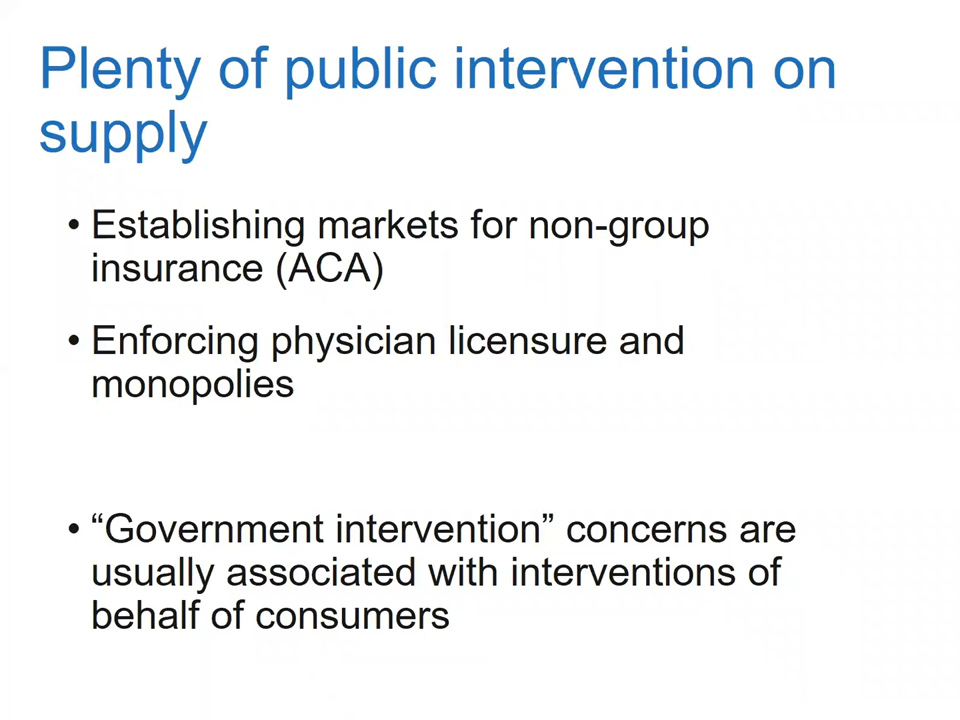 Plenty of public intervention on
supply
• Establishing markets for non-group
insurance (ACA)
• Enforcing physician licensure and
monopolies
• “Government intervention” concerns are
usually associated with interventions of
behalf of consumers